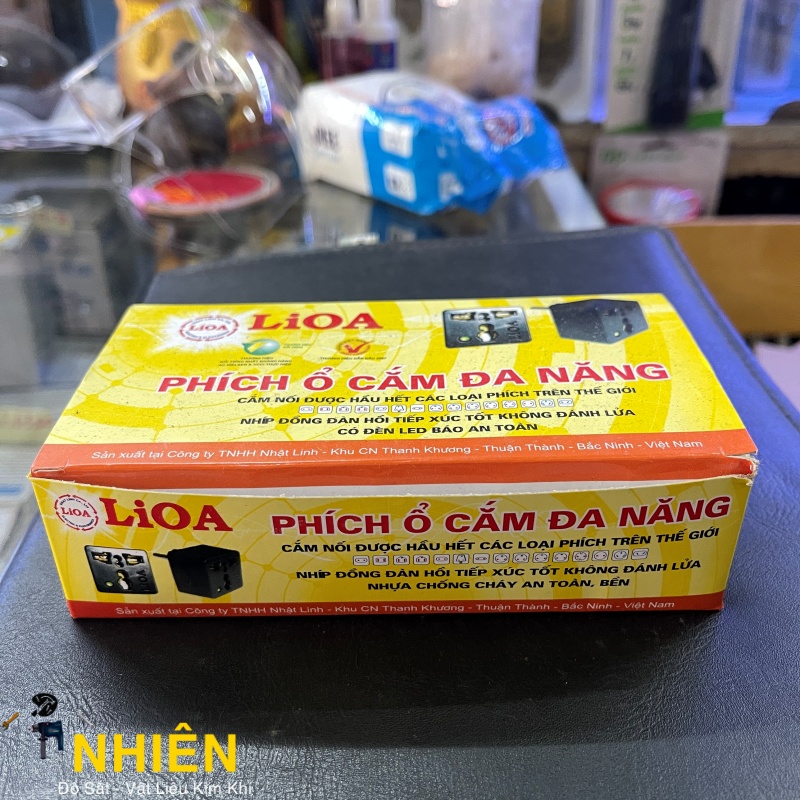 LiOA
LiOA
PHÍCH Ổ CẮM ĐA NĂNG
CẮM NỐI ĐƯỢC HẦU HẾT CÁC LOẠI PHÍCH TRÊN THẾ GIỚI
NHÍP ĐỒNG ĐÀN HỒI TIẾP XÚC TỐT KHÔNG ĐÁNH LỬA
CÓ ĐÈN LED BÁO AN TOÀN
Sản xuất tại Công ty TNHH Nhật Linh - Khu CN Thanh Khương - Thuận Thành - Bắc Ninh - Việt Nam
LiOA
LiOA
PHÍCH Ổ CẮM ĐA NĂNG
CẮM NỐI ĐƯỢC HẦU HẾT CÁC LOẠI PHÍCH TRÊN THẾ GIỚI
NHÍP ĐỒNG ĐÀN HỒI TIẾP XÚC TỐT KHÔNG ĐÁNH LỬA
NHỰA CHỐNG CHÁY AN TOÀN, BỀN
Sản xuất tại Công ty TNHH Nhật Linh - Khu CN Thanh Khương - Thuận Thành - Bắc Ninh - Việt Nam
NHIÊN
Đồ Sắt - Vật Liệu Kim Khí